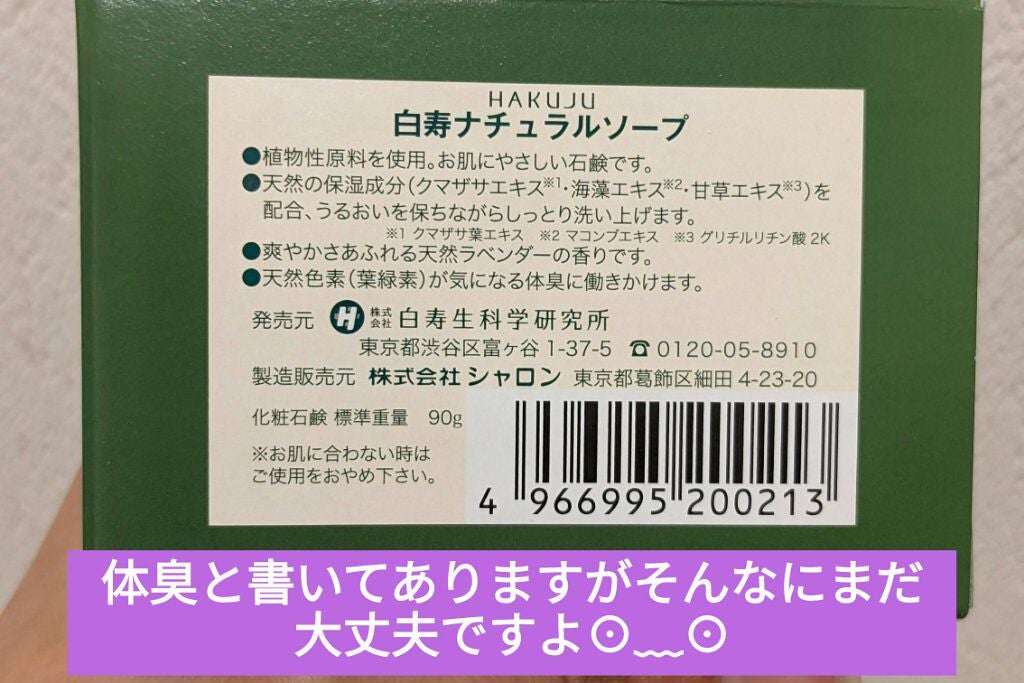 HAKUJU
白寿ナチュラルソープ
●植物性原料を使用。お肌にやさしい石鹸です。
●天然の保湿成分(クマザサエキス※1・海藻エキス※2・甘草エキス※3)を
配合、うるおいを保ちながらしっとり洗い上げます。
※1 クマザサ葉エキス ※2 マコンブエキス ※3 グリチルリチン酸 2K
●爽やかさあふれる天然ラベンダーの香りです。
●天然色素(葉緑素)が気になる体臭に働きかけます。
発売元 H 株式会社 白寿生科学研究所
東京都渋谷区富ヶ谷 1-37-5 ☎0120-05-8910
製造販売元 株式会社 シャロン 東京都葛飾区細田 4-23-20
化粧石鹸 標準重量 90g
※お肌に合わない時は
ご使用をおやめ下さい。
4 966995 200213
体臭と書いてありますがそんなにまだ
大丈夫ですよ⊙﹏⊙